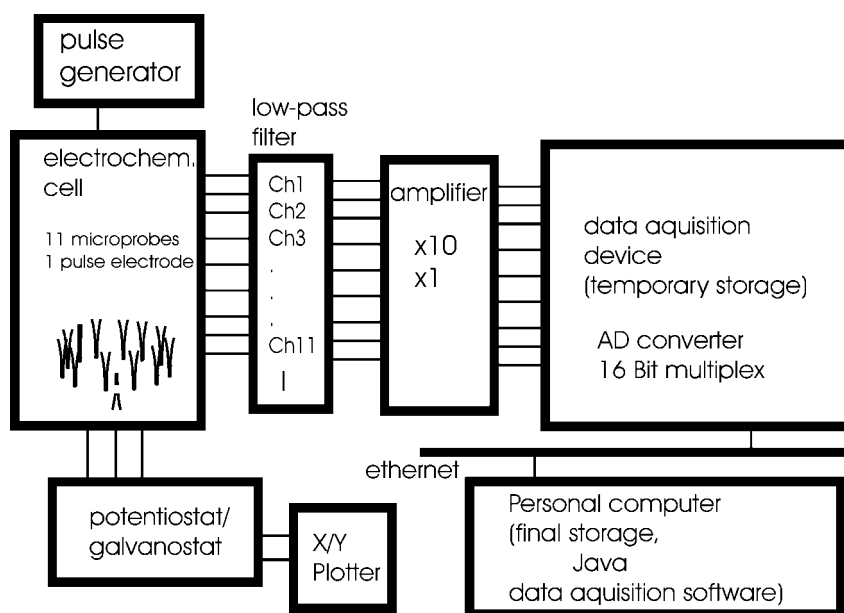 pulse
generator
low-pass
filter
electrochem.
cell
11 microprobes
1 pulse electrode
Ch1
Ch2
Ch3
.
.
.
Ch11
I
amplifier
x10
x1
data aquisition
device
(temporary storage)
AD converter
16 Bit multiplex
ethernet
potentiostat/
galvanostat
X/Y
Plotter
Personal computer
(final storage,
Java
data aquisition software)